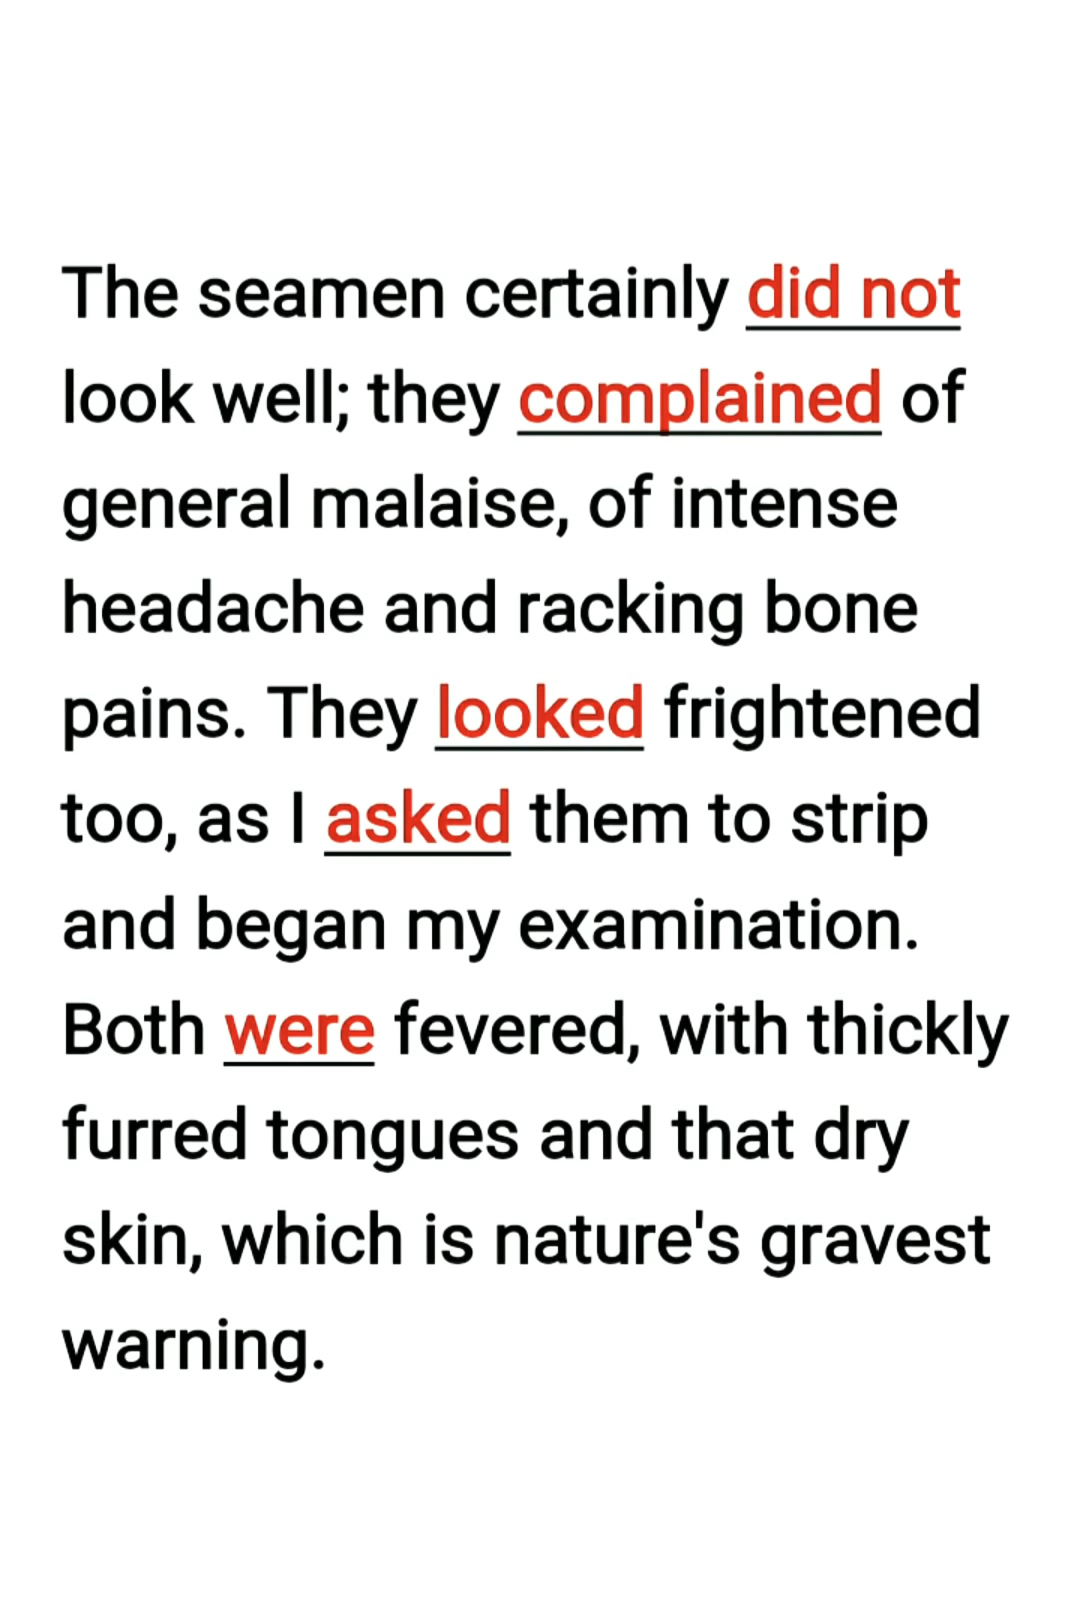 The seamen certainly did not
look well; they complained of
general malaise, of intense
headache and racking bone
pains. They looked frightened
too, as I asked them to strip
and began my examination.
Both were fevered, with thickly
furred tongues and that dry
skin, which is nature's gravest
warning.